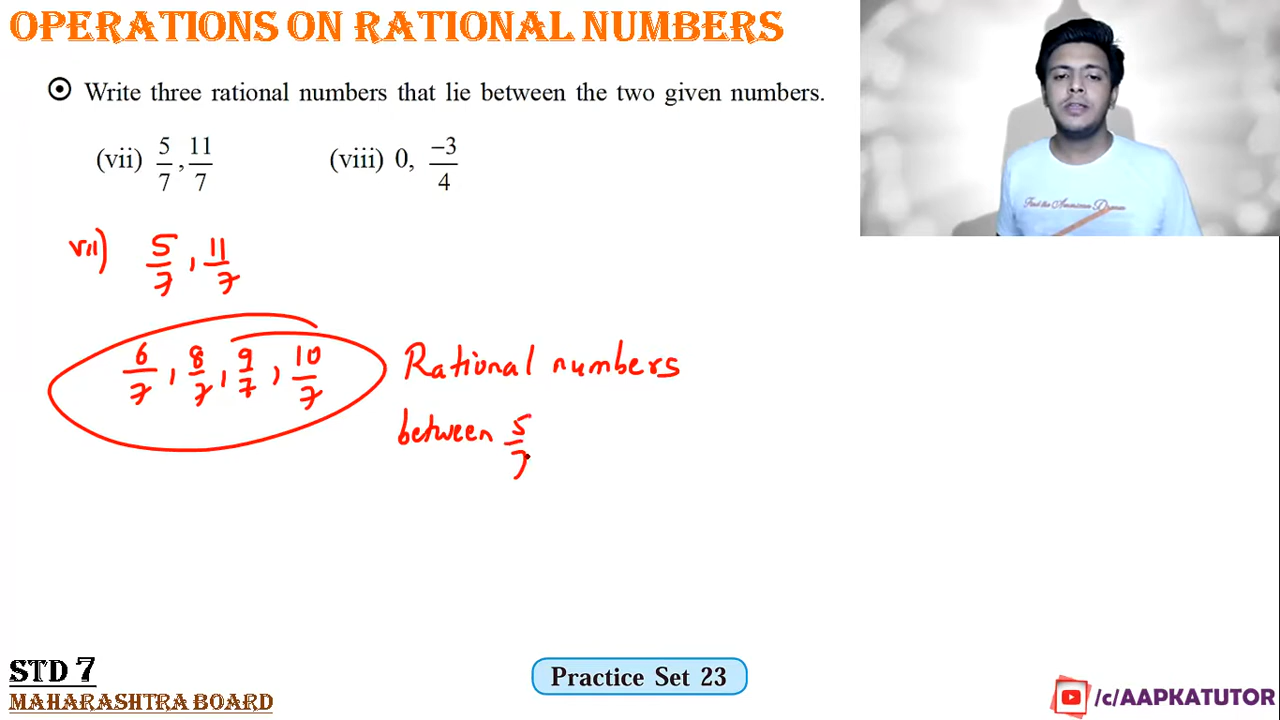 OPERATIONS ON RATIONAL NUMBERS
Write three rational numbers that lie between the two given numbers.
(vii) 5/7, 11/7 (viii) 0, −3/4
vii) 5/7, 11/7
6/7, 8/7, 9/7, 10/7 Rational numbers
between 5/7
STD 7
MAHARASHTRA BOARD
Practice Set 23
/c/AAPKATUTOR